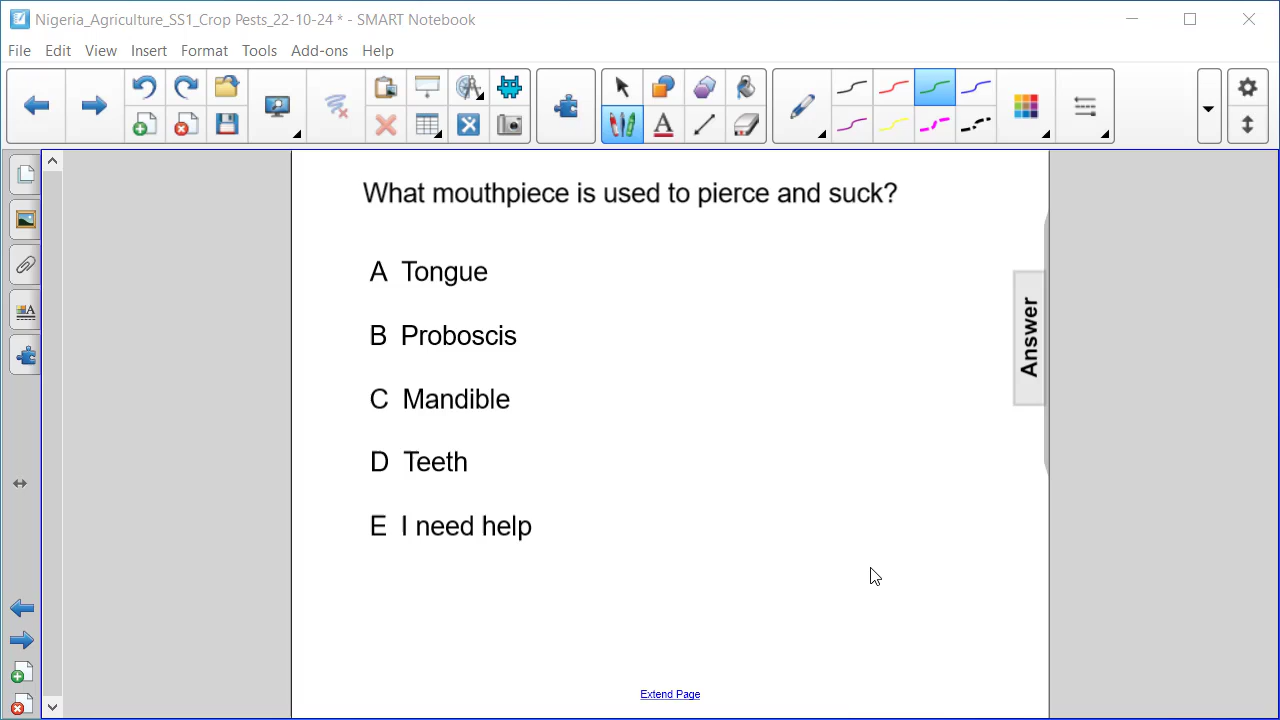 Nigeria_Agriculture_SS1_Crop Pests_22-10-24 * - SMART Notebook
File Edit View Insert Format Tools Add-ons Help
What mouthpiece is used to pierce and suck?
A Tongue
B Proboscis
C Mandible
D Teeth
E I need help
Answer
Extend Page